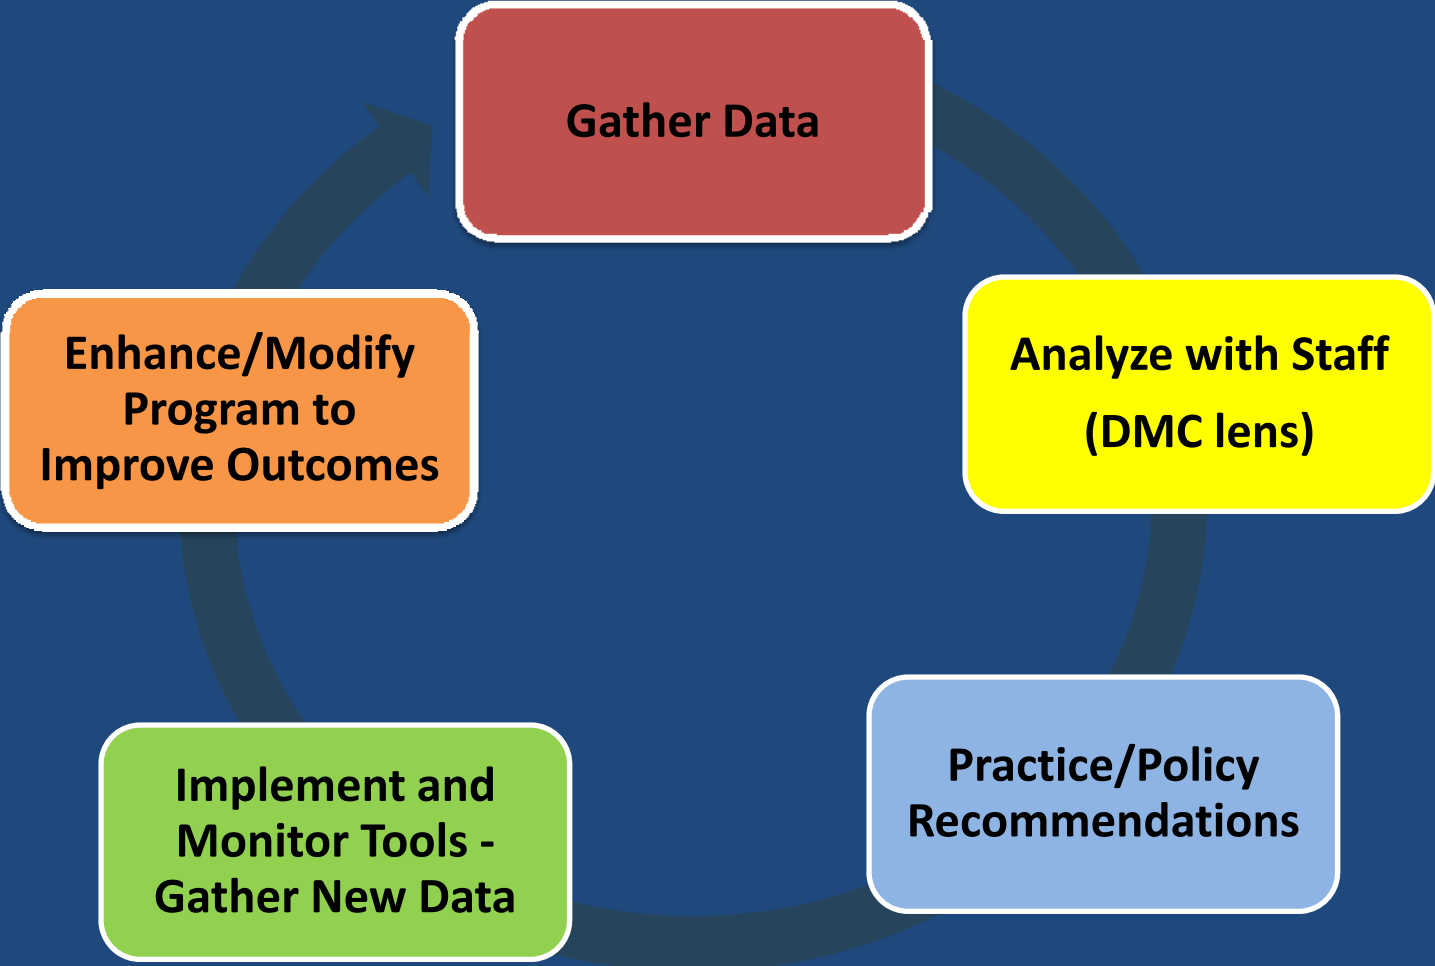 Gather Data
Analyze with Staff
(DMC lens)
Practice/Policy
Recommendations
Implement and
Monitor Tools -
Gather New Data
Enhance/Modify
Program to
Improve Outcomes